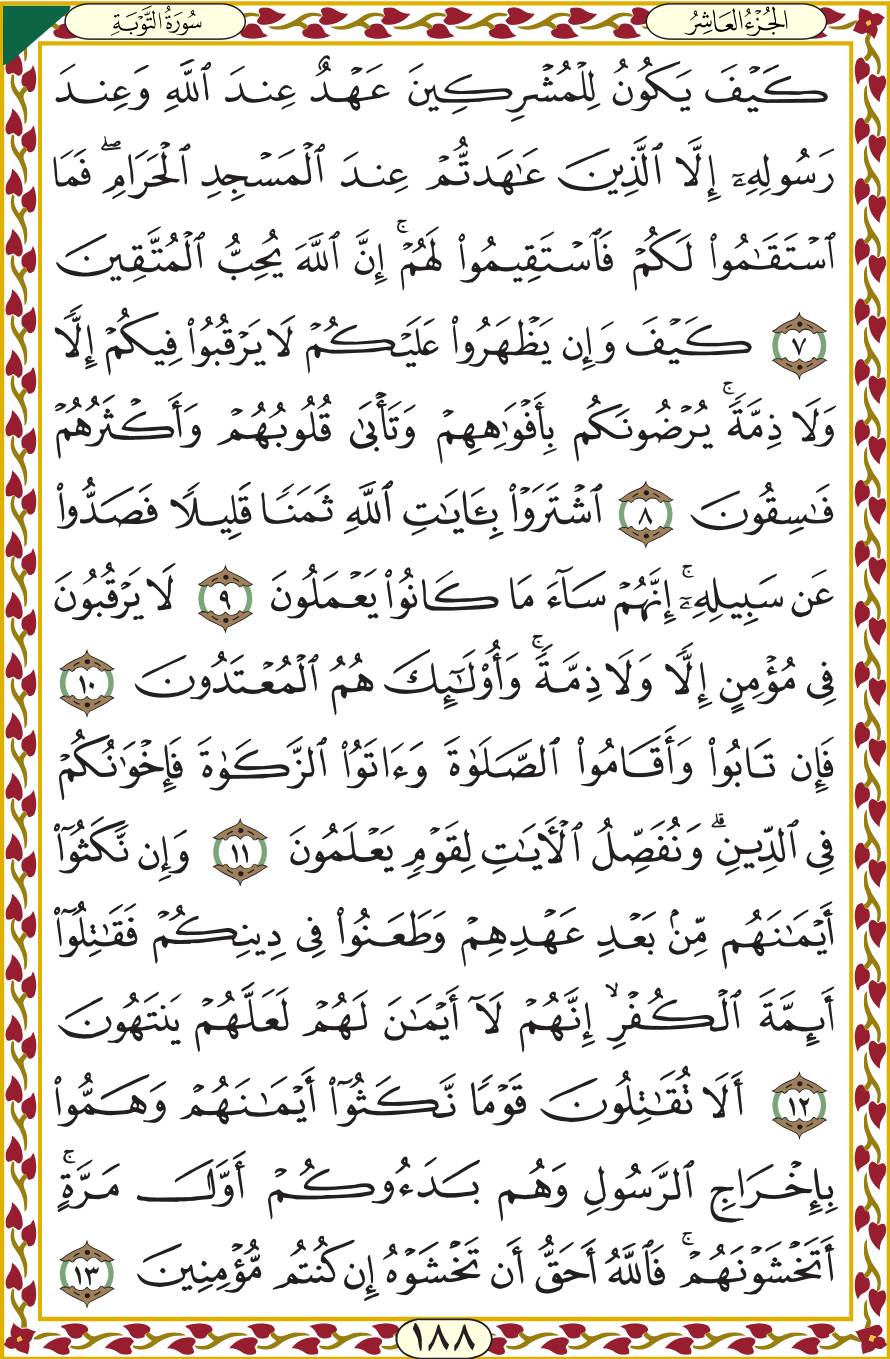 الجُزْءُ العَاشِرُ
سُورَةُ التَّوْبَةِ
كَيْفَ يَكُونُ لِلْمُشْرِكِينَ عَهْدٌ عِندَ ٱللَّهِ وَعِندَ
رَسُولِهِۦٓ إِلَّا ٱلَّذِينَ عَٰهَدتُّمْ عِندَ ٱلْمَسْجِدِ ٱلْحَرَامِ ۖ فَمَا
ٱسْتَقَٰمُوا۟ لَكُمْ فَٱسْتَقِيمُوا۟ لَهُمْ ۚ إِنَّ ٱللَّهَ يُحِبُّ ٱلْمُتَّقِينَ
٧ كَيْفَ وَإِن يَظْهَرُوا۟ عَلَيْكُمْ لَا يَرْقُبُوا۟ فِيكُمْ إِلًّا
وَلَا ذِمَّةً ۚ يُرْضُونَكُم بِأَفْوَٰهِهِمْ وَتَأْبَىٰ قُلُوبُهُمْ وَأَكْثَرُهُمْ
فَٰسِقُونَ ٨ ٱشْتَرَوْا۟ بِـَٔايَٰتِ ٱللَّهِ ثَمَنًا قَلِيلًا فَصَدُّوا۟
عَن سَبِيلِهِۦٓ ۚ إِنَّهُمْ سَآءَ مَا كَانُوا۟ يَعْمَلُونَ ٩ لَا يَرْقُبُونَ
فِى مُؤْمِنٍ إِلًّا وَلَا ذِمَّةً ۚ وَأُو۟لَٰٓئِكَ هُمُ ٱلْمُعْتَدُونَ ١٠
فَإِن تَابُوا۟ وَأَقَامُوا۟ ٱلصَّلَوٰةَ وَءَاتَوُا۟ ٱلزَّكَوٰةَ فَإِخْوَٰنُكُمْ
فِى ٱلدِّينِ ۗ وَنُفَصِّلُ ٱلْأَيَٰتِ لِقَوْمٍ يَعْلَمُونَ ١١ وَإِن نَّكَثُوٓا۟
أَيْمَٰنَهُم مِّنۢ بَعْدِ عَهْدِهِمْ وَطَعَنُوا۟ فِى دِينِكُمْ فَقَٰتِلُوٓا۟
أَئِمَّةَ ٱلْكُفْرِ ۙ إِنَّهُمْ لَآ أَيْمَٰنَ لَهُمْ لَعَلَّهُمْ يَنتَهُونَ
١٢ أَلَا تُقَٰتِلُونَ قَوْمًا نَّكَثُوٓا۟ أَيْمَٰنَهُمْ وَهَمُّوا۟
بِإِخْرَاجِ ٱلرَّسُولِ وَهُم بَدَءُوكُمْ أَوَّلَ مَرَّةٍ ۚ
أَتَخْشَوْنَهُمْ ۚ فَٱللَّهُ أَحَقُّ أَن تَخْشَوْهُ إِن كُنتُم مُّؤْمِنِينَ ١٣
١٨٨